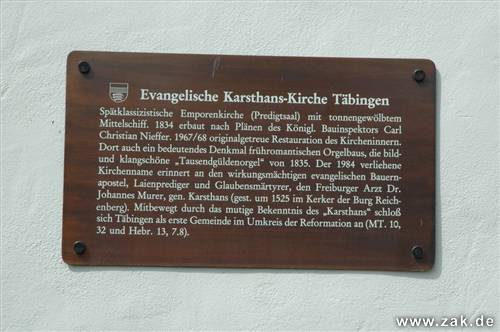 Evangelische Karsthans-Kirche Täbingen
Spätklassizistische Emporenkirche (Predigtsaal) mit tonnengewölbtem
Mittelschiff. 1834 erbaut nach Plänen des Königl. Bauinspektors Carl
Christian Nieffer. 1967/68 originalgetreue Restauration des Kircheninnern.
Dort auch ein bedeutendes Denkmal frühromantischen Orgelbaus, die bild-
und klangschöne „Tausendgüldenorgel" von 1835. Der 1984 verliehene
Kirchenname erinnert an den wirkungsmächtigen evangelischen Bauern-
apostel, Laienprediger und Glaubensmärtyrer, den Freiburger Arzt Dr.
Johannes Murer, gen. Karsthans (gest. um 1525 im Kerker der Burg Reich-
enberg). Mitbewegt durch das mutige Bekenntnis des „Karsthans" schloß
sich Täbingen als erste Gemeinde im Umkreis der Reformation an (MT. 10,
32 und Hebr. 13, 7.8).
www.zak.de